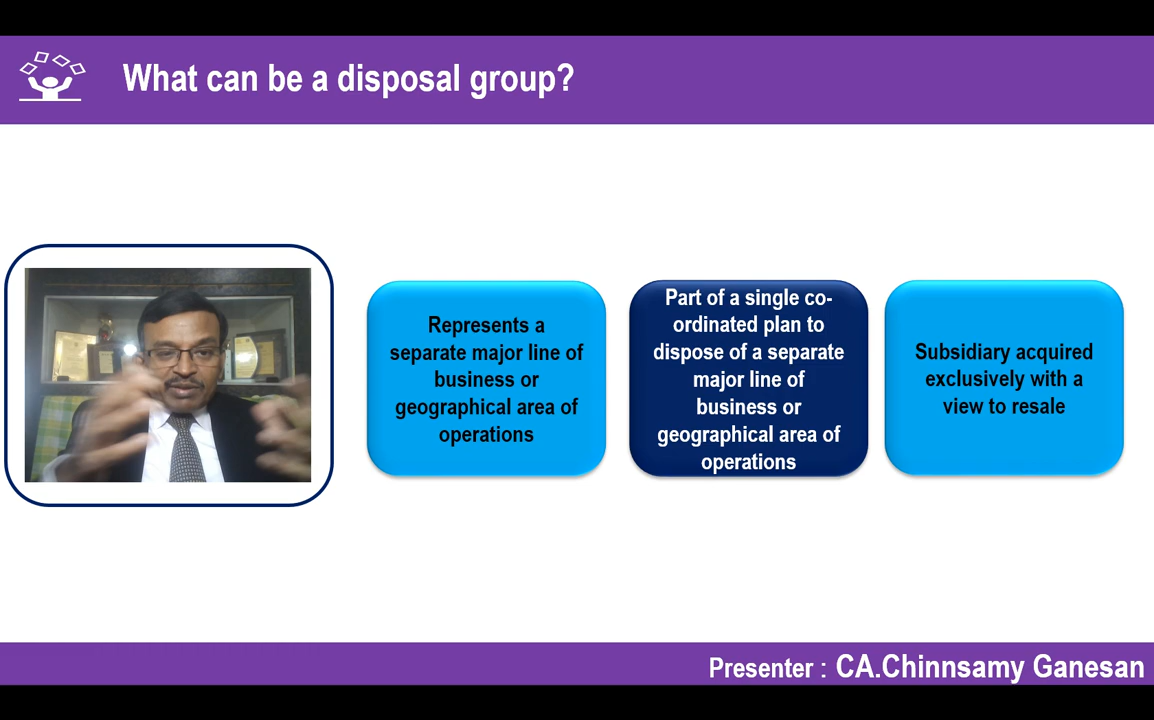 What can be a disposal group?
Represents a
separate major line of
business or
geographical area of
operations
Part of a single co-
ordinated plan to
dispose of a separate
major line of
business or
geographical area of
operations
Subsidiary acquired
exclusively with a
view to resale
Presenter : CA.Chinnsamy Ganesan